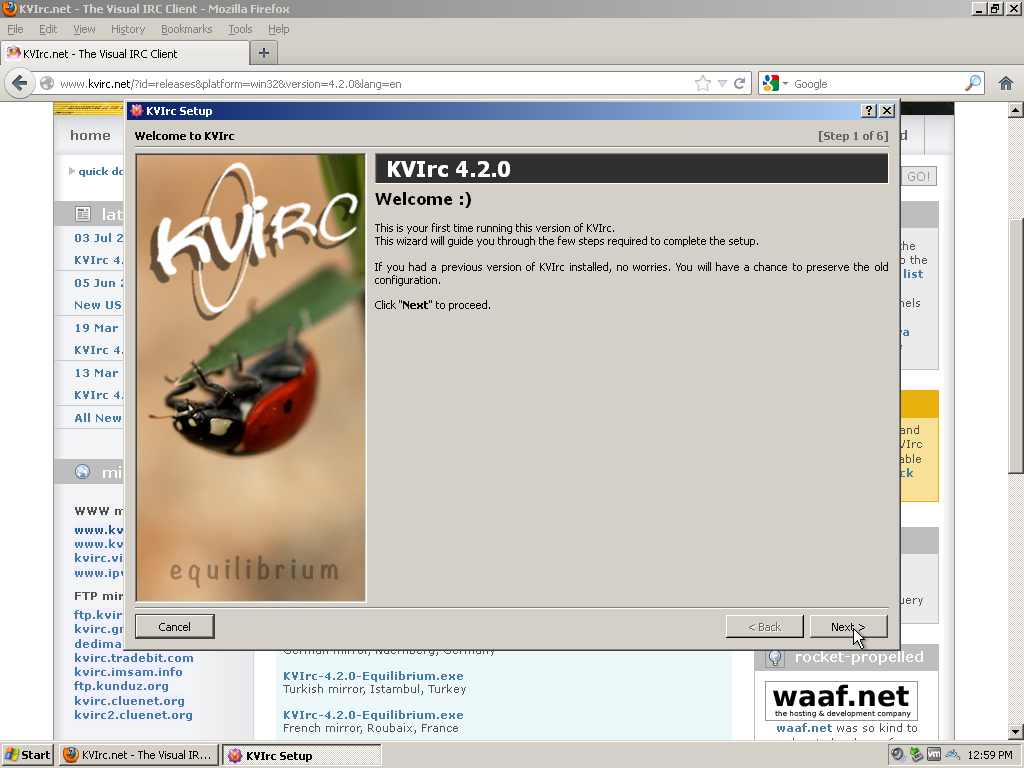 KVIrc.net - The Visual IRC Client - Mozilla Firefox
File Edit View History Bookmarks Tools Help
KVIrc.net - The Visual IRC Client
www.kvirc.net/?id=releases&platform=win32&version=4.2.0&lang=en
Google
home
quick do
GO!
KVIrc Setup
Welcome to KVIrc
[Step 1 of 6]
KVIRC
equilibrium
KVIrc 4.2.0
Welcome :)
This is your first time running this version of KVIrc.
This wizard will guide you through the few steps required to complete the setup.
If you had a previous version of KVIrc installed, no worries. You will have a chance to preserve the old
configuration.
Click "Next" to proceed.
Cancel
< Back
Next >
lat
03 Jul 2
KVIrc 4.
05 Jun 2
New US
19 Mar
KVIrc 4.
13 Mar
KVIrc 4.
All New
mi
WWW m
www.kv
www.kv
kvirc.vi
www.ipv
FTP mir
ftp.kvir
kvirc.gr
dedima
kvirc.tradebit.com
kvirc.imsam.info
ftp.kunduz.org
kvirc.cluenet.org
kvirc2.cluenet.org
German mirror, Nuernberg, Germany
KVIrc-4.2.0-Equilibrium.exe
Turkish mirror, Istambul, Turkey
KVIrc-4.2.0-Equilibrium.exe
French mirror, Roubaix, France
the
to the
list
nels
va
and
VIrc
able
ck
uery
rocket-propelled
waaf.net
the hosting & development company
waaf.net was so kind to
Start
KVIrc.net - The Visual IR...
KVIrc Setup
12:59 PM